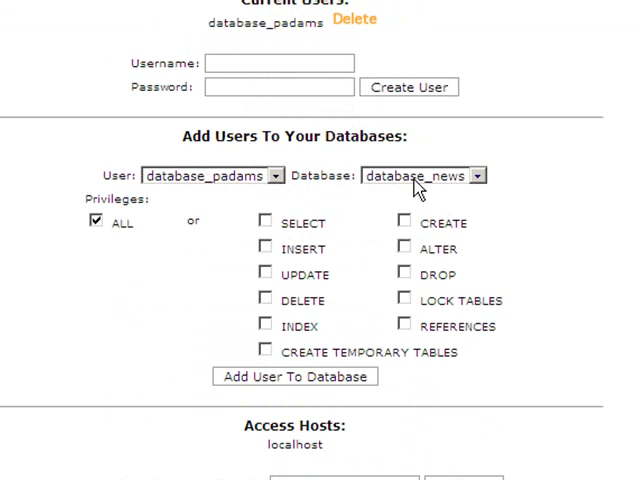 Current Users:
database_padams Delete
Username:
Password: Create User
Add Users To Your Databases:
User: database_padams Database: database_news
Privileges:
ALL or SELECT CREATE
INSERT ALTER
UPDATE DROP
DELETE LOCK TABLES
INDEX REFERENCES
CREATE TEMPORARY TABLES
Add User To Database
Access Hosts:
localhost